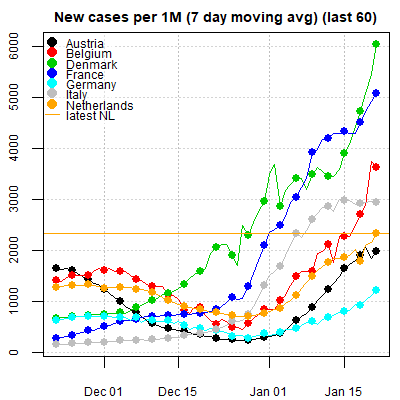 New cases per 1M (7 day moving avg) (last 60)
6000
5000
4000
3000
2000
1000
0
Austria
Belgium
Denmark
France
Germany
Italy
Netherlands
latest NL
Dec 01
Dec 15
Jan 01
Jan 15